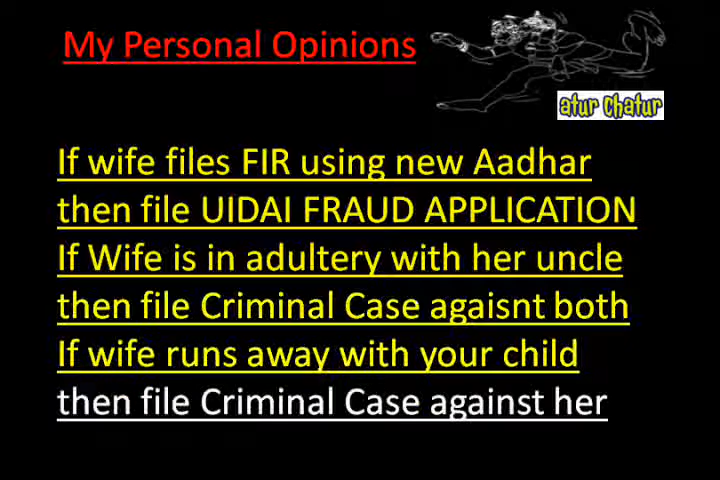 My Personal Opinions
atur Chatur
If wife files FIR using new Aadhar
then file UIDAI FRAUD APPLICATION
If Wife is in adultery with her uncle
then file Criminal Case agaisnt both
If wife runs away with your child
then file Criminal Case against her